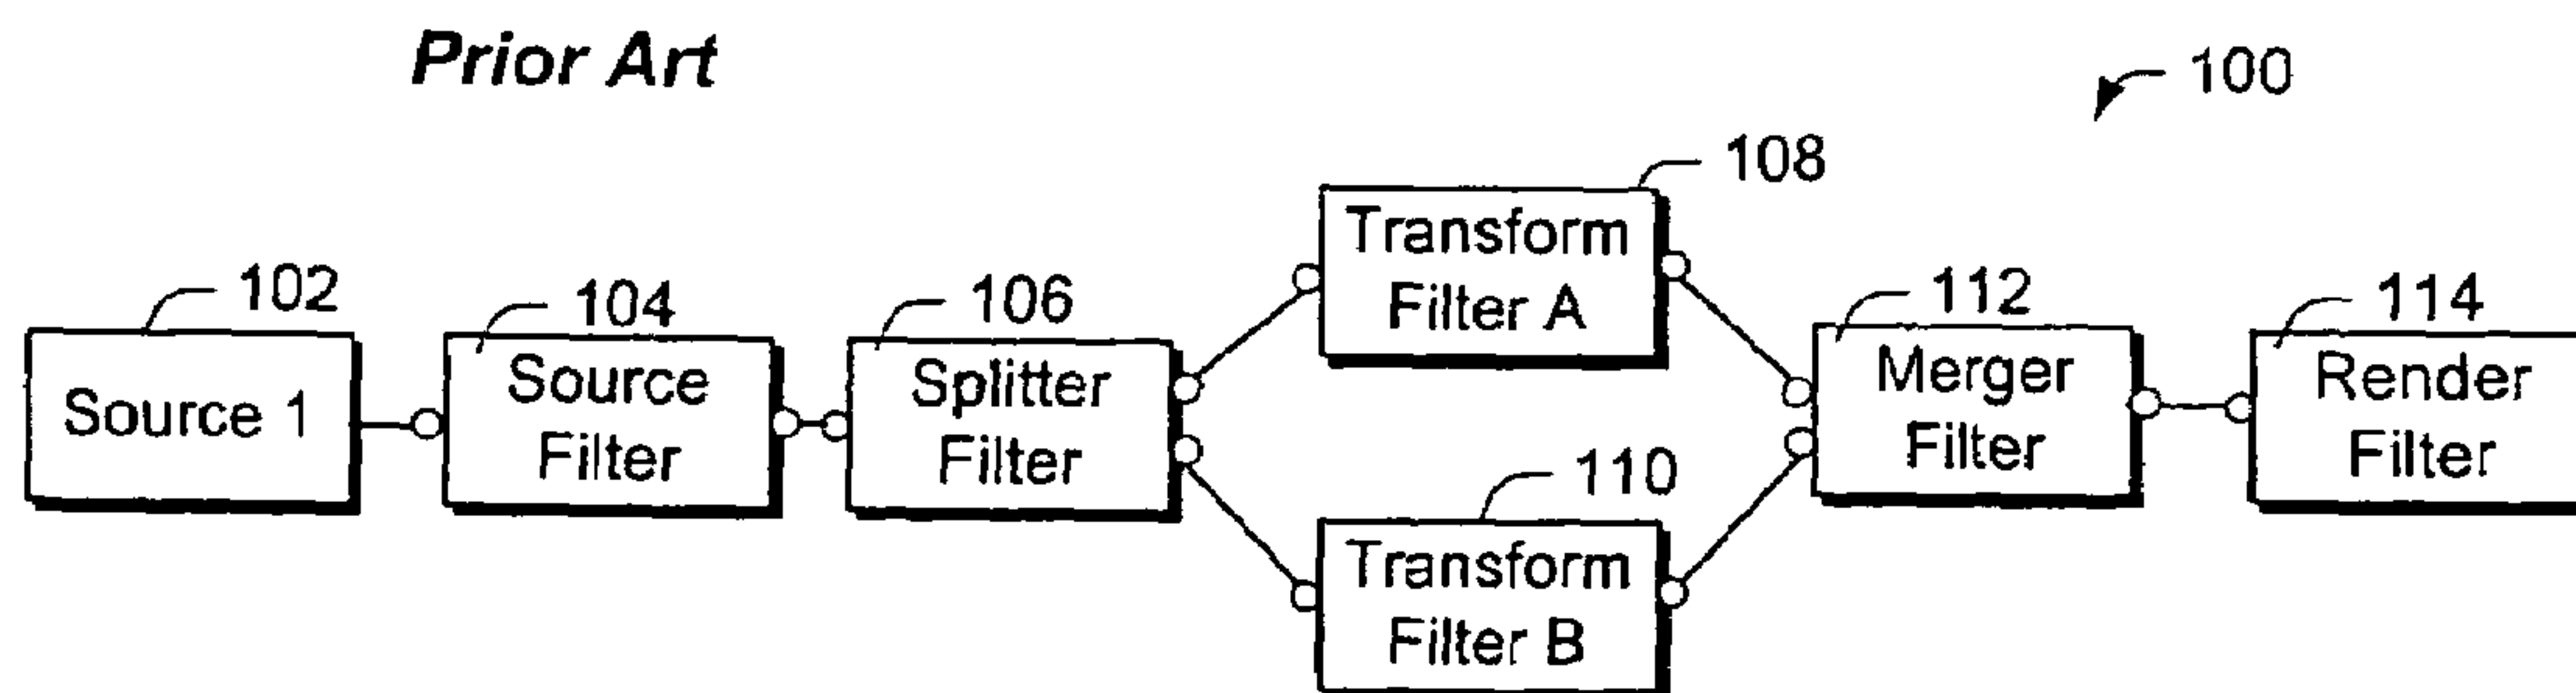 Prior Art
100
102
Source 1
104
Source
Filter
106
Splitter
Filter
108
Transform
Filter A
110
Transform
Filter B
112
Merger
Filter
114
Render
Filter